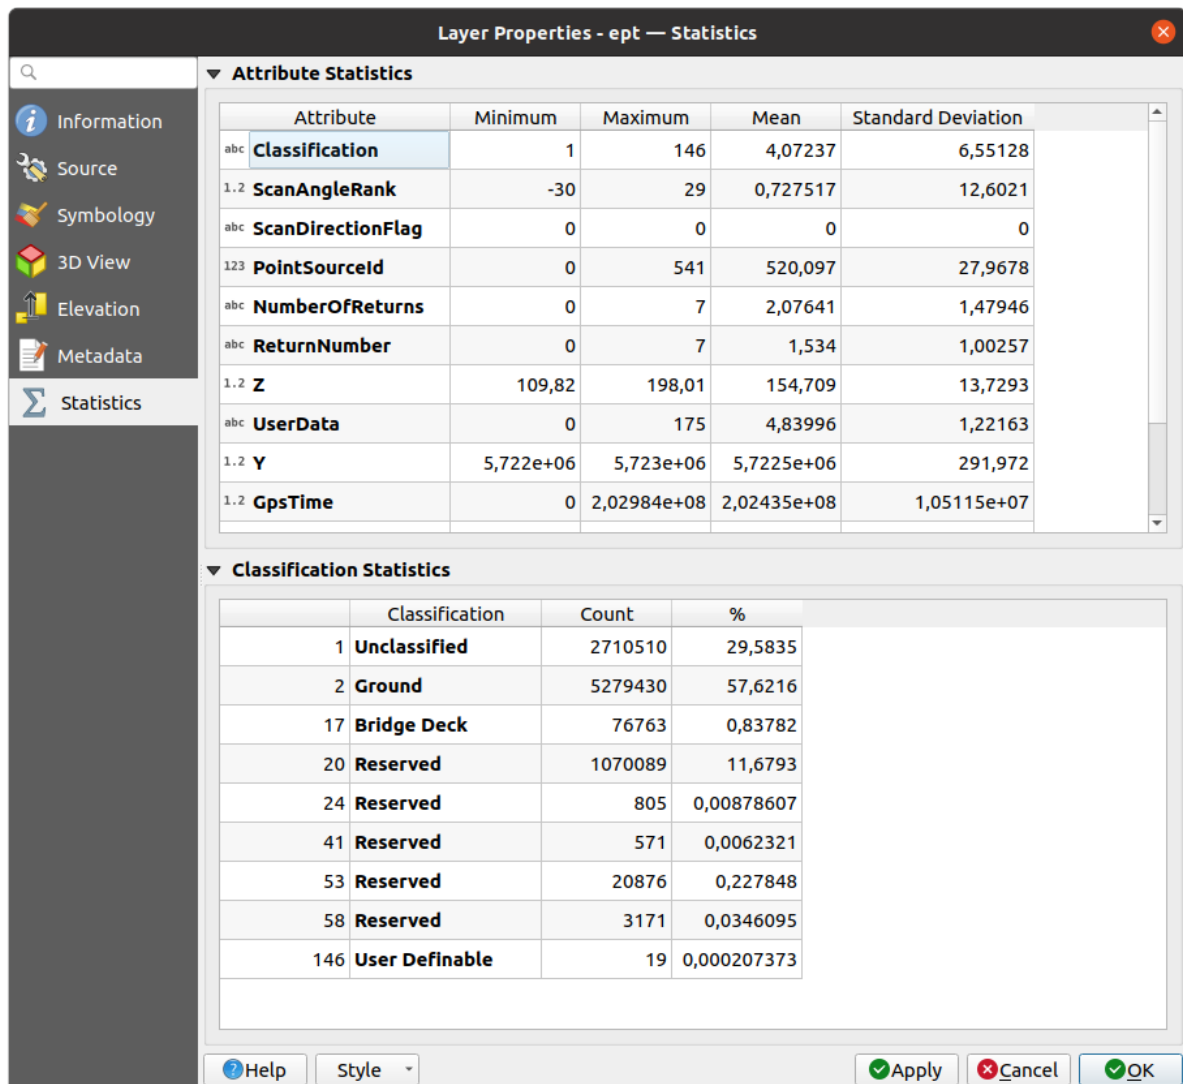 Layer Properties - ept — Statistics
Information
Source
Symbology
3D View
Elevation
Metadata
Statistics
Attribute Statistics
Attribute Minimum Maximum Mean Standard Deviation
abc Classification 1 146 4,07237 6,55128
1.2 ScanAngleRank -30 29 0,727517 12,6021
abc ScanDirectionFlag 0 0 0 0
123 PointSourceId 0 541 520,097 27,9678
abc NumberOfReturns 0 7 2,07641 1,47946
abc ReturnNumber 0 7 1,534 1,00257
1.2 Z 109,82 198,01 154,709 13,7293
abc UserData 0 175 4,83996 1,22163
1.2 Y 5,722e+06 5,723e+06 5,7225e+06 291,972
1.2 GpsTime 0 2,02984e+08 2,02435e+08 1,05115e+07
Classification Statistics
Classification Count %
1 Unclassified 2710510 29,5835
2 Ground 5279430 57,6216
17 Bridge Deck 76763 0,83782
20 Reserved 1070089 11,6793
24 Reserved 805 0,00878607
41 Reserved 571 0,0062321
53 Reserved 20876 0,227848
58 Reserved 3171 0,0346095
146 User Definable 19 0,000207373
Help Style Apply Cancel OK